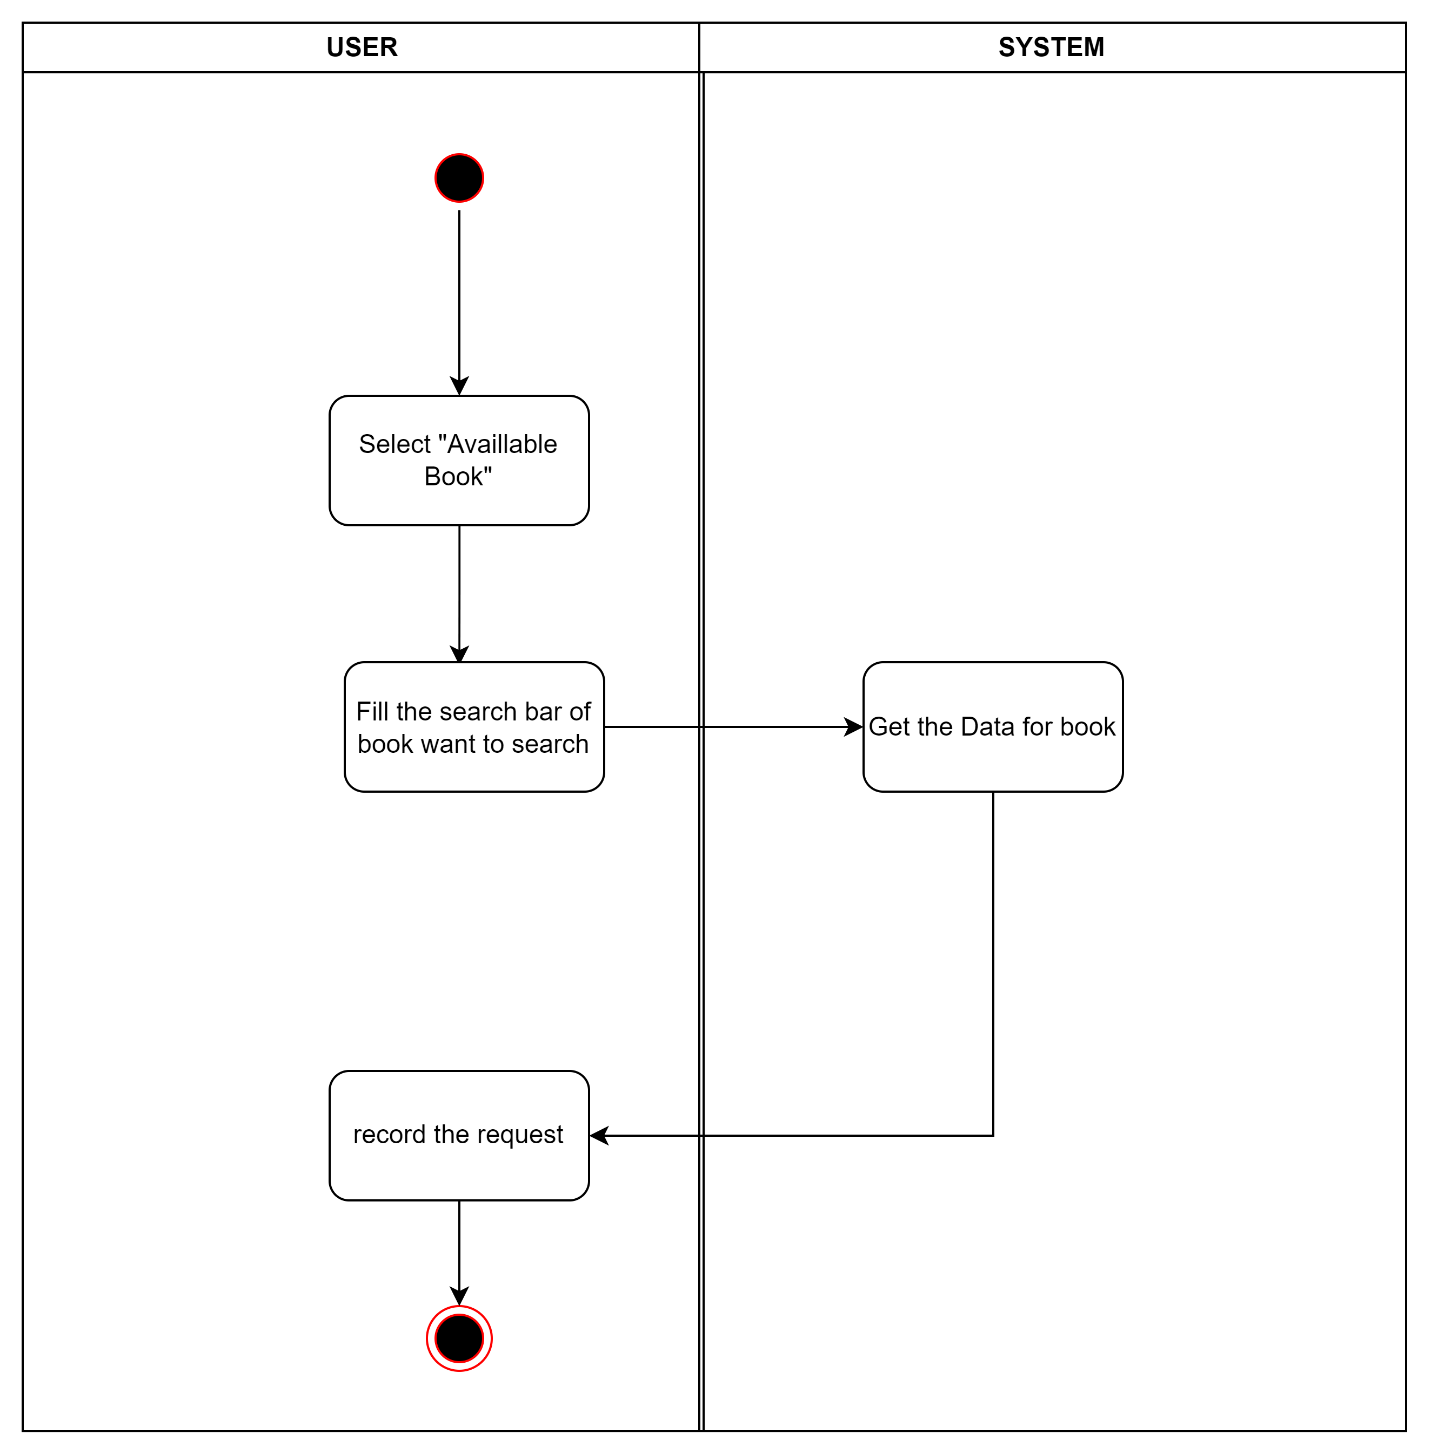 USER
SYSTEM
Select "Availlable
Book"
Fill the search bar of
book want to search
Get the Data for book
record the request